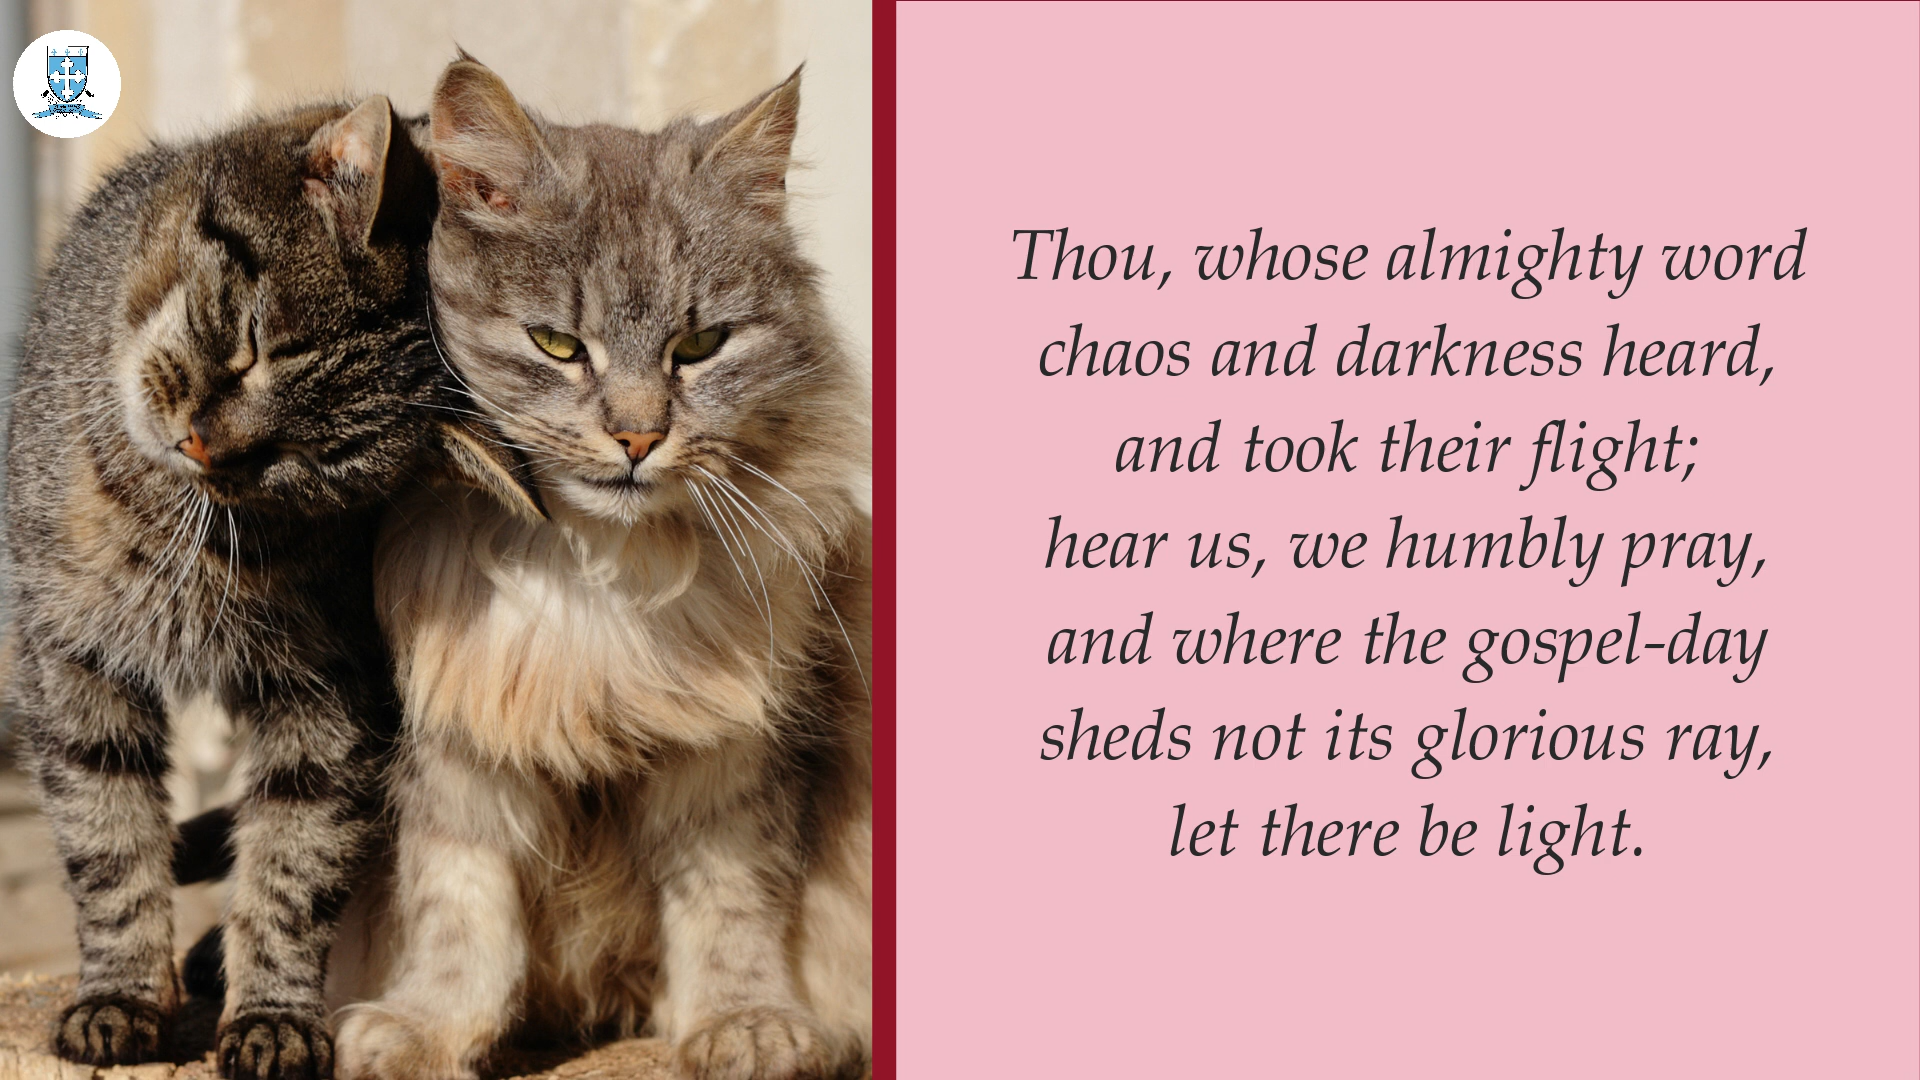 Thou, whose almighty word
chaos and darkness heard,
and took their flight;
hear us, we humbly pray,
and where the gospel-day
sheds not its glorious ray,
let there be light.